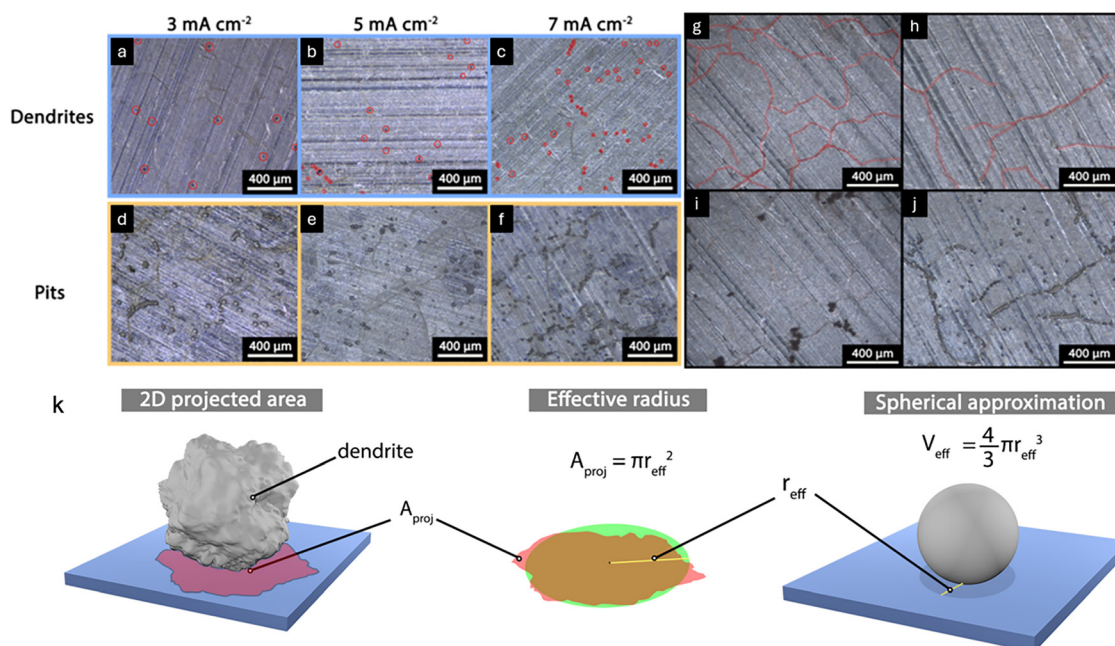 3 mA cm⁻² 5 mA cm⁻² 7 mA cm⁻²
Dendrites
a b c g h
400 µm 400 µm 400 µm 400 µm 400 µm
Pits
d e f i j
400 µm 400 µm 400 µm 400 µm 400 µm
k
2D projected area
dendrite
A_proj
Effective radius
A_proj = πr_eff²
r_eff
Spherical approximation
V_eff = 4/3 πr_eff³